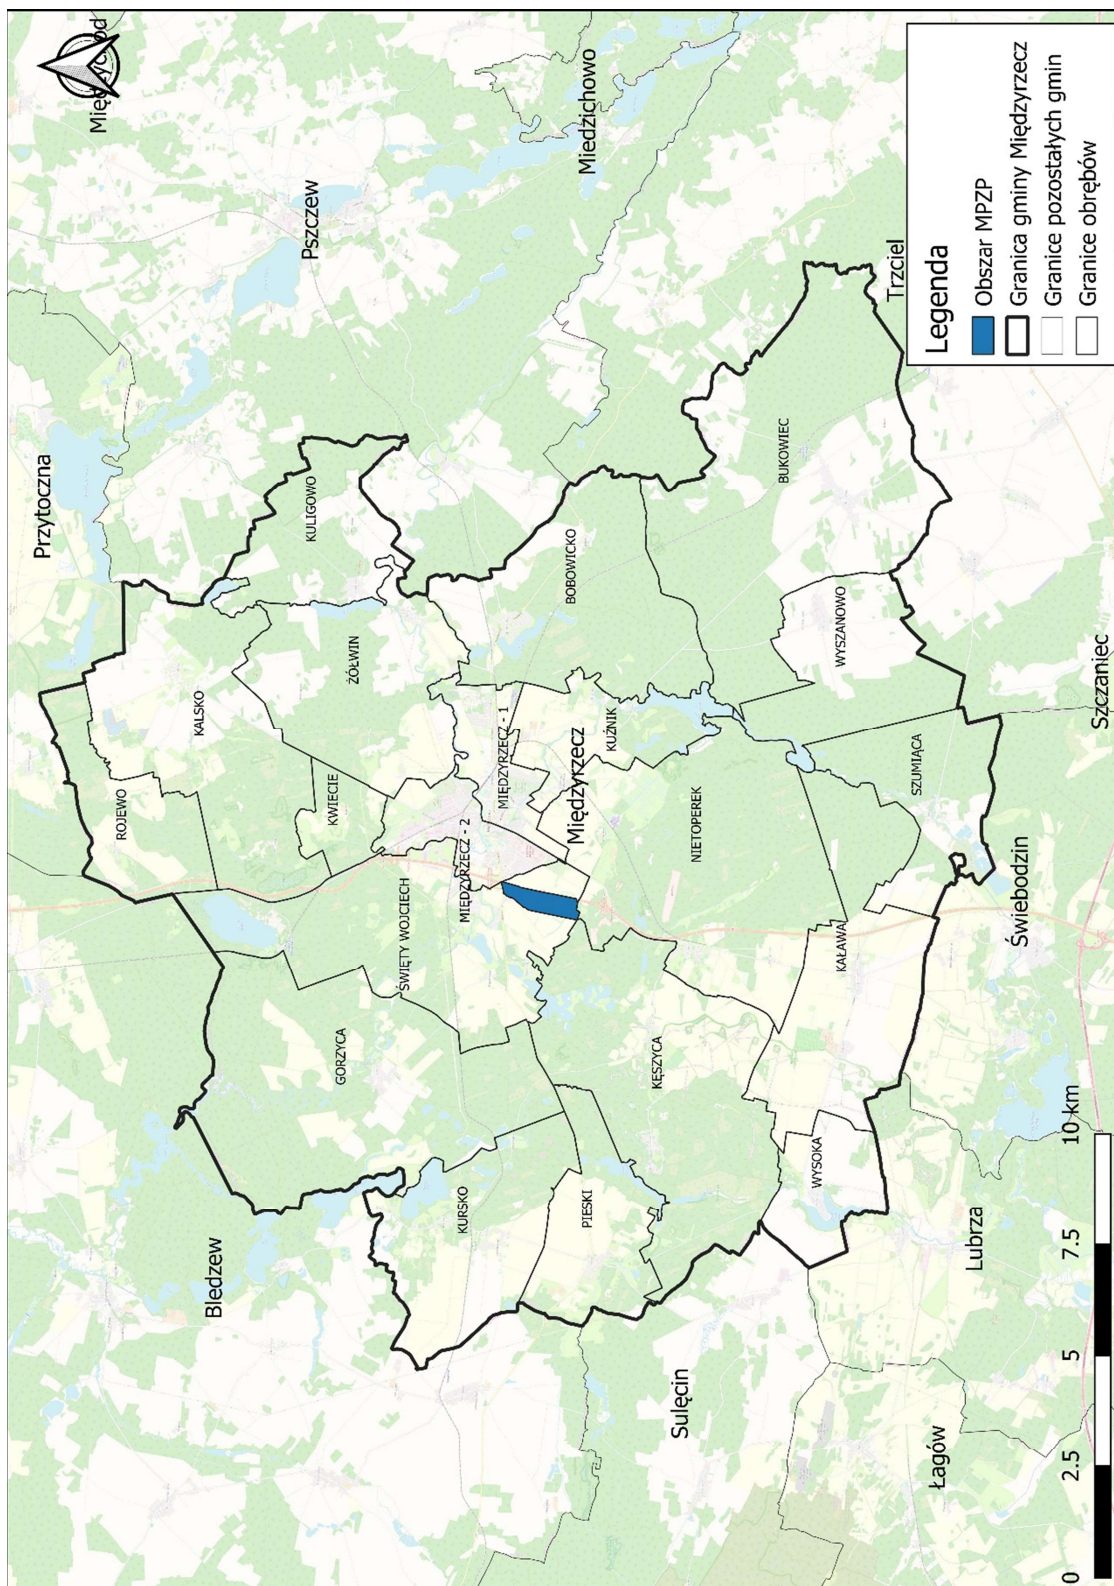 Międzychód
Przytoczna
Pszczew
Bledzew
Miedzichowo
ROJEWO
KALSKO
KULIGOWO
KWIECIE
ŻÓŁWIN
GORZYCA
ŚWIĘTY WOJCIECH
MIĘDZYRZECZ - 2
MIĘDZYRZECZ - 1
KURSKO
BOBOWICKO
Międzyrzecz
KUŹNIK
PIESKI
KĘSZYCA
NIETOPEREK
Sulęcin
BUKOWIEC
WYSOKA
KAŁAWA
WYSZANOWO
SZUMIĄCA
Trzciel
Łagów
Lubrza
Świebodzin
Szczaniec
Legenda
Obszar MPZP
Granica gminy Międzyrzecz
Granice pozostałych gmin
Granice obrębów
0 2.5 5 7.5 10 km